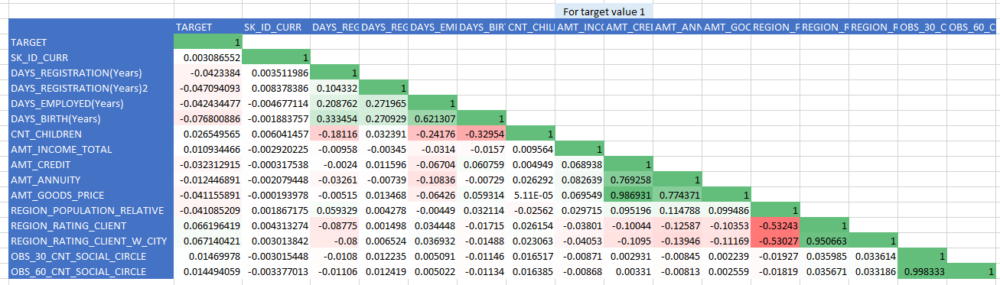 For target value 1
TARGET SK_ID_CURR DAYS_REG DAYS_REG DAYS_EMI DAYS_BIR CNT_CHIL AMT_INC AMT_CREI AMT_ANN AMT_GOO REGION_P REGION_R REGION_R OBS_30_C OBS_60_C
TARGET 1
SK_ID_CURR 0.003086552 1
DAYS_REGISTRATION(Years) -0.0423384 0.003511986 1
DAYS_REGISTRATION(Years)2 -0.047094093 0.008378386 0.104332 1
DAYS_EMPLOYED(Years) -0.042434477 -0.004677114 0.208762 0.271965 1
DAYS_BIRTH(Years) -0.076800886 -0.001883757 0.333454 0.270929 0.621307 1
CNT_CHILDREN 0.026549565 0.006041457 -0.18116 0.032391 -0.24176 -0.32954 1
AMT_INCOME_TOTAL 0.010934466 -0.002920225 -0.00958 -0.00345 -0.0314 -0.0157 0.009564 1
AMT_CREDIT -0.032312915 -0.000317538 -0.0024 0.011596 -0.06704 0.060759 0.004949 0.068938 1
AMT_ANNUITY -0.012446891 -0.002079448 -0.03261 -0.00739 -0.10836 -0.00729 0.026292 0.082639 0.769258 1
AMT_GOODS_PRICE -0.041155891 -0.000193978 -0.00515 0.013468 -0.06426 0.059314 5.11E-05 0.069549 0.986931 0.774371 1
REGION_POPULATION_RELATIVE -0.041085209 0.001867175 0.059329 0.004278 -0.00449 0.032114 -0.02562 0.029715 0.095196 0.114788 0.099486 1
REGION_RATING_CLIENT 0.066196419 0.004313274 -0.08775 0.001498 0.034448 -0.01715 0.026154 -0.03801 -0.10044 -0.12587 -0.10353 -0.53243 1
REGION_RATING_CLIENT_W_CITY 0.067140421 0.003013842 -0.08 0.006524 0.036932 -0.01488 0.023063 -0.04053 -0.1095 -0.13946 -0.11169 -0.53027 0.950663 1
OBS_30_CNT_SOCIAL_CIRCLE 0.01469978 -0.003015448 -0.0108 0.012235 0.005091 -0.01146 0.016517 -0.00871 0.002931 -0.00845 0.002239 -0.01927 0.035985 0.033614 1
OBS_60_CNT_SOCIAL_CIRCLE 0.014494059 -0.003377013 -0.01106 0.012419 0.005022 -0.01134 0.016385 -0.00868 0.00331 -0.00813 0.002559 -0.01819 0.035671 0.033186 0.998333 1